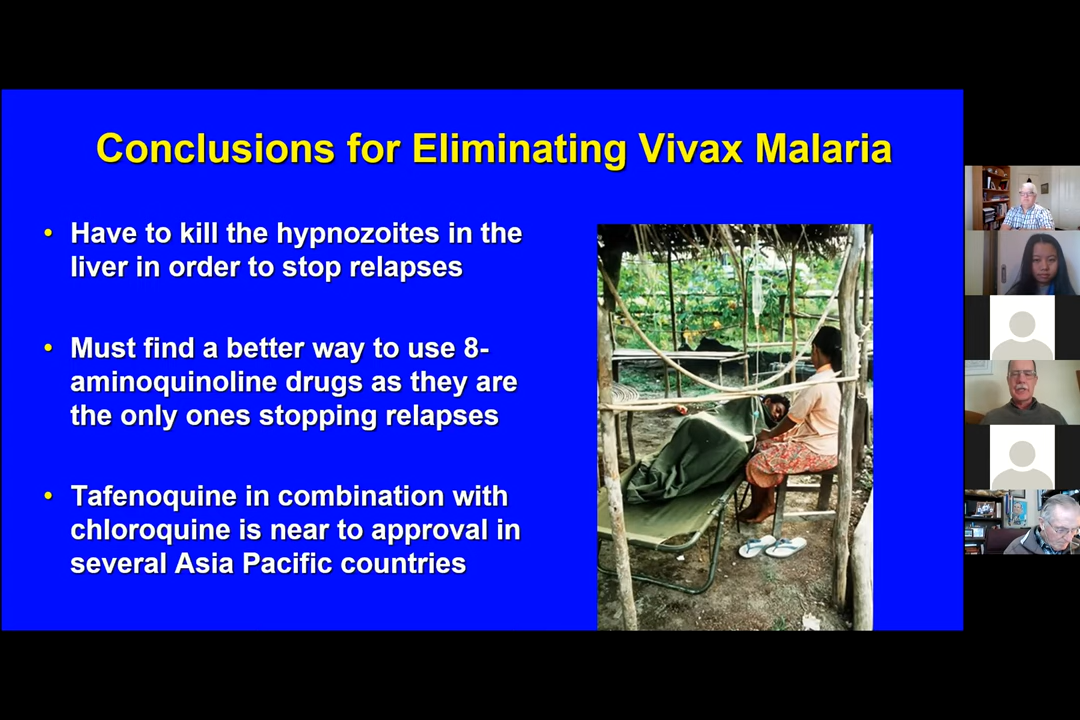 Conclusions for Eliminating Vivax Malaria
• Have to kill the hypnozoites in the
liver in order to stop relapses
• Must find a better way to use 8-
aminoquinoline drugs as they are
the only ones stopping relapses
• Tafenoquine in combination with
chloroquine is near to approval in
several Asia Pacific countries